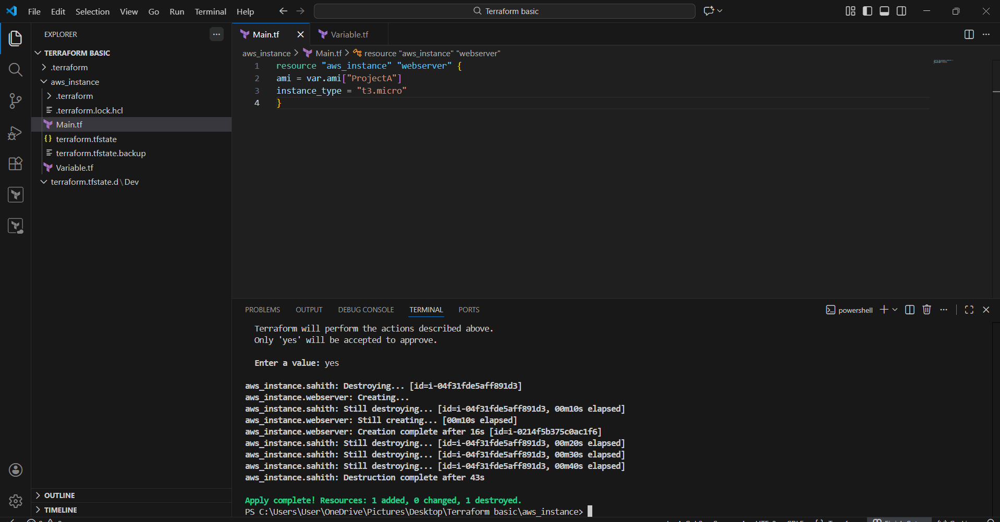 File Edit Selection View Go Run Terminal Help
Terraform basic
EXPLORER
TERRAFORM BASIC
.terraform
aws_instance
.terraform
.terraform.lock.hcl
Main.tf
terraform.tfstate
terraform.tfstate.backup
Variable.tf
terraform.tfstate.d\Dev
OUTLINE
TIMELINE
Main.tf
Variable.tf
aws_instance > Main.tf > resource "aws_instance" "webserver"
1 resource "aws_instance" "webserver" {
2 ami = var.ami["ProjectA"]
3 instance_type = "t3.micro"
4 }
PROBLEMS OUTPUT DEBUG CONSOLE TERMINAL PORTS
powershell
Terraform will perform the actions described above.
Only 'yes' will be accepted to approve.
Enter a value: yes
aws_instance.sahith: Destroying... [id=i-04f31fde5aff891d3]
aws_instance.webserver: Creating...
aws_instance.sahith: Still destroying... [id=i-04f31fde5aff891d3, 00m10s elapsed]
aws_instance.webserver: Still creating... [00m10s elapsed]
aws_instance.webserver: Creation complete after 16s [id=i-0214f5b375c0ac1f6]
aws_instance.sahith: Still destroying... [id=i-04f31fde5aff891d3, 00m20s elapsed]
aws_instance.sahith: Still destroying... [id=i-04f31fde5aff891d3, 00m30s elapsed]
aws_instance.sahith: Still destroying... [id=i-04f31fde5aff891d3, 00m40s elapsed]
aws_instance.sahith: Destruction complete after 43s
Apply complete! Resources: 1 added, 0 changed, 1 destroyed.
PS C:\Users\User\OneDrive\Pictures\Desktop\Terraform basic\aws_instance>